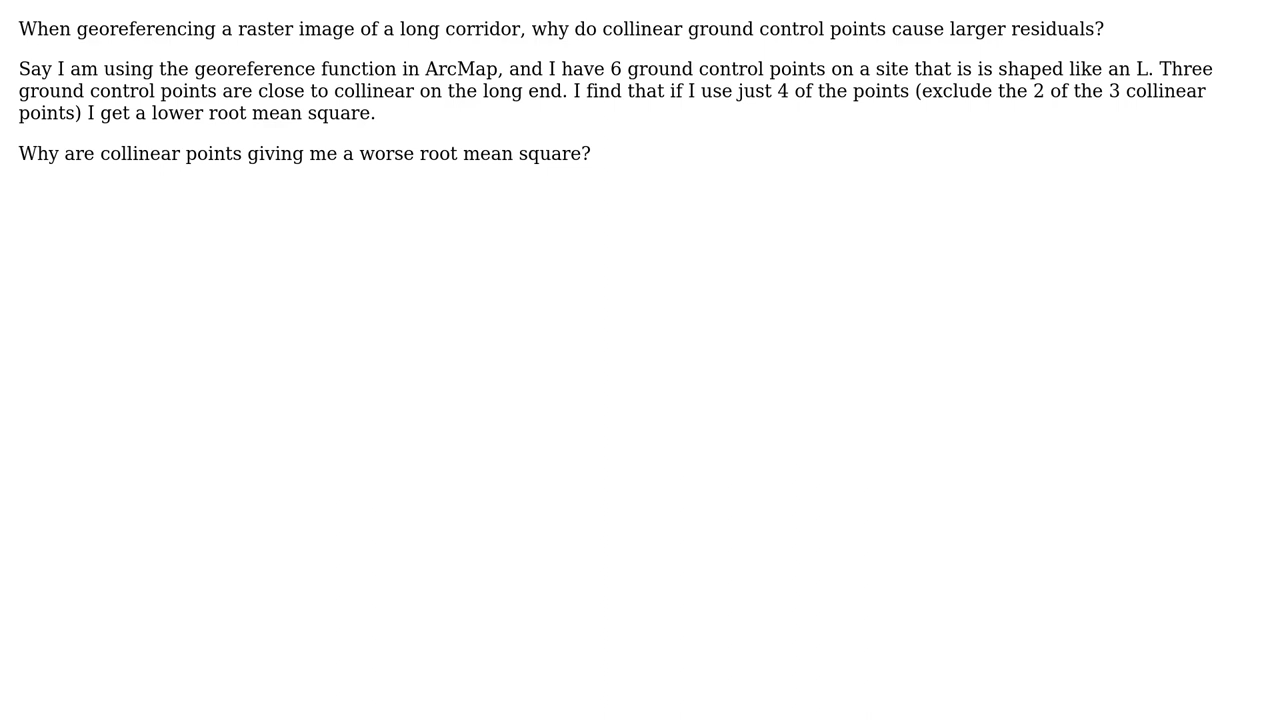 When georeferencing a raster image of a long corridor, why do collinear ground control points cause larger residuals?
Say I am using the georeference function in ArcMap, and I have 6 ground control points on a site that is is shaped like an L. Three
ground control points are close to collinear on the long end. I find that if I use just 4 of the points (exclude the 2 of the 3 collinear
points) I get a lower root mean square.
Why are collinear points giving me a worse root mean square?